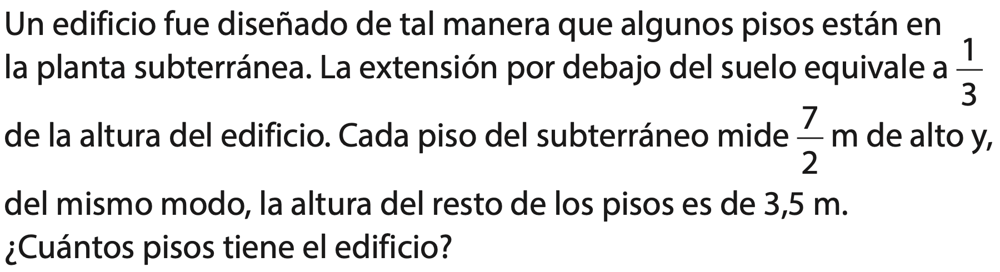 Un edificio fue diseñado de tal manera que algunos pisos están en
la planta subterránea. La extensión por debajo del suelo equivale a 1/3
de la altura del edificio. Cada piso del subterráneo mide 7/2 m de alto y,
del mismo modo, la altura del resto de los pisos es de 3,5 m.
¿Cuántos pisos tiene el edificio?